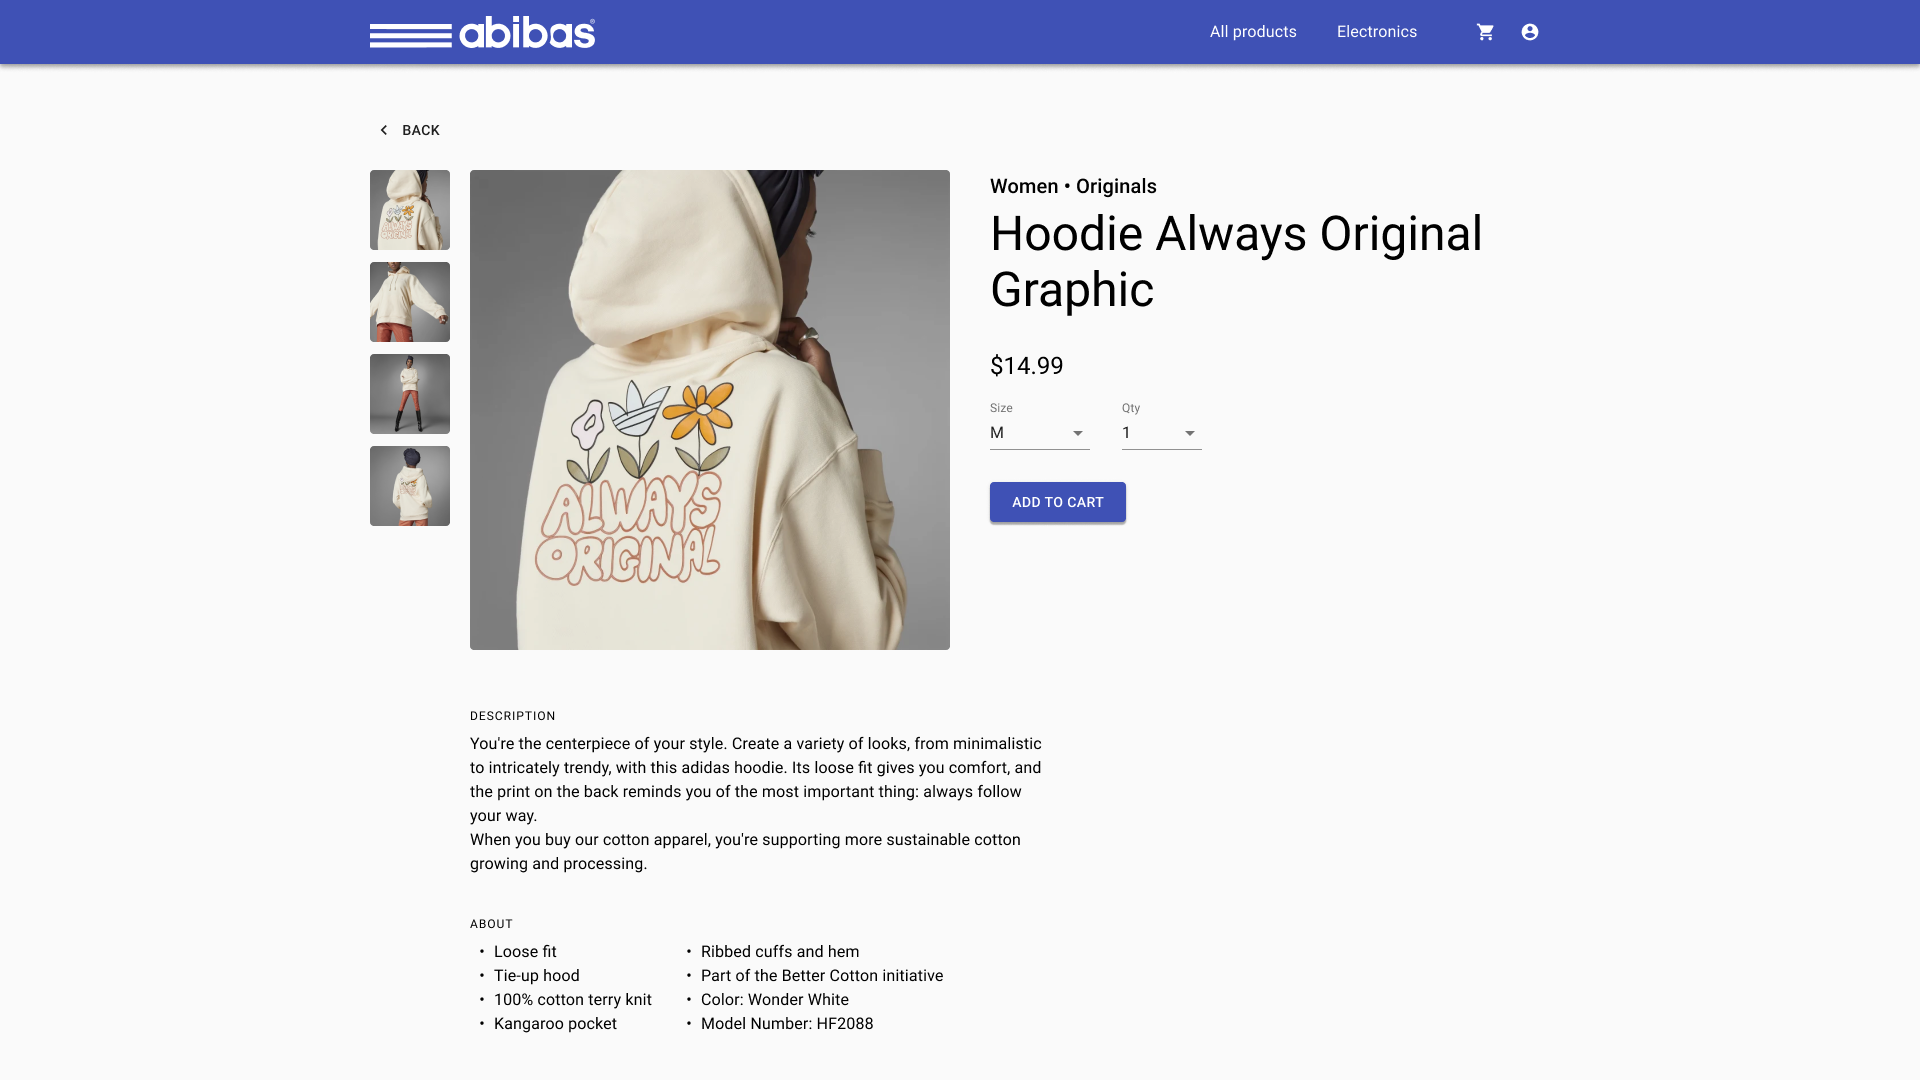 abibas®
All products
Electronics
BACK
Women • Originals
Hoodie Always Original
Graphic
$14.99
Size
M
Qty
1
ADD TO CART
ALWAYS
ORIGINAL
DESCRIPTION
You're the centerpiece of your style. Create a variety of looks, from minimalistic
to intricately trendy, with this adidas hoodie. Its loose fit gives you comfort, and
the print on the back reminds you of the most important thing: always follow
your way.
When you buy our cotton apparel, you're supporting more sustainable cotton
growing and processing.
ABOUT
• Loose fit
• Tie-up hood
• 100% cotton terry knit
• Kangaroo pocket
• Ribbed cuffs and hem
• Part of the Better Cotton initiative
• Color: Wonder White
• Model Number: HF2088